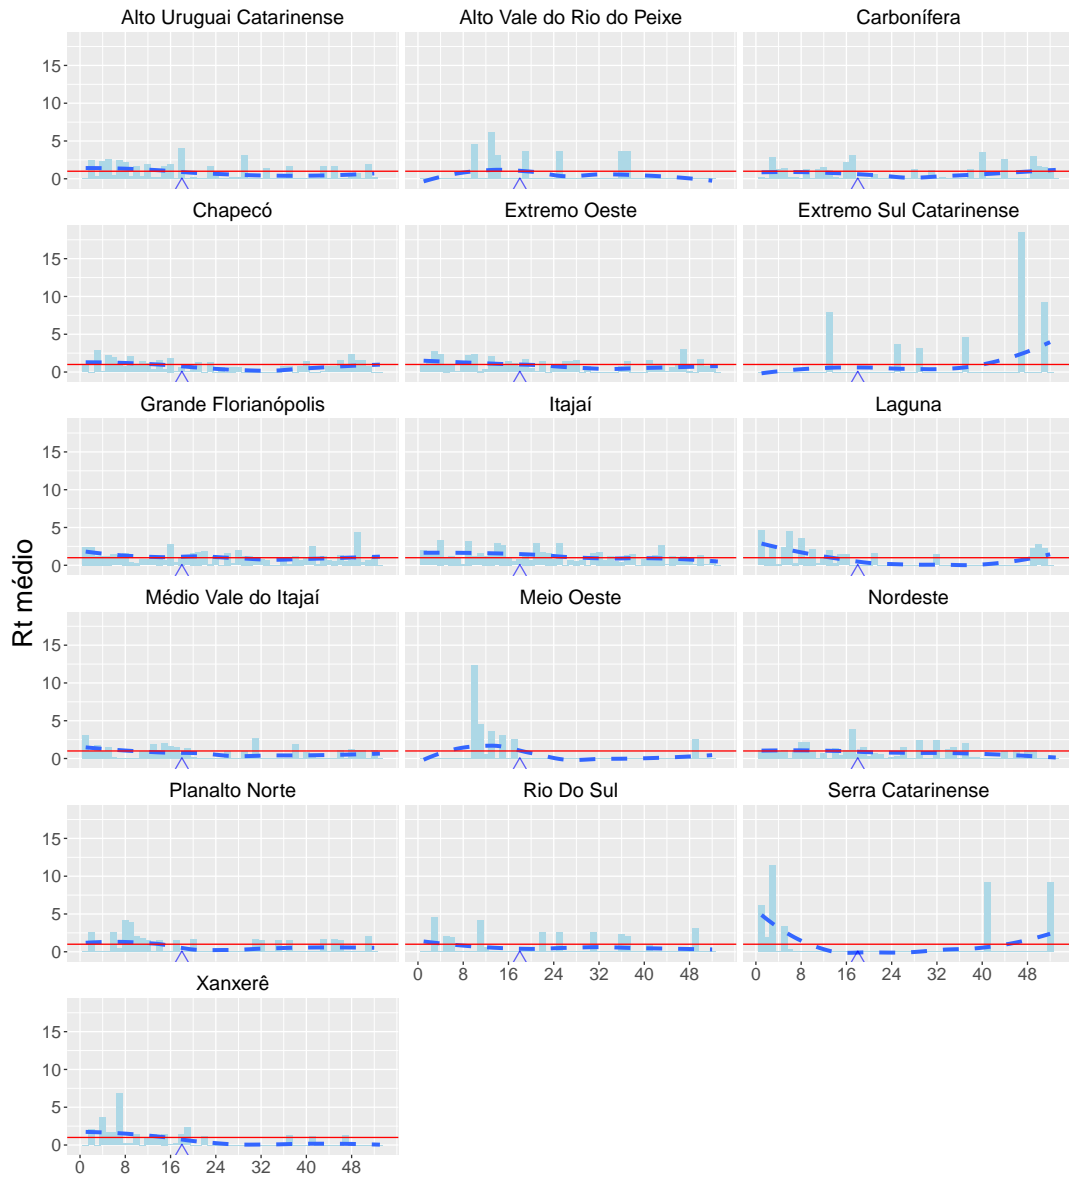 Alto Uruguai Catarinense Alto Vale do Rio do Peixe Carbonífera
15
10
5
0
Chapecó Extremo Oeste Extremo Sul Catarinense
15
10
5
0
Grande Florianópolis Itajaí Laguna
15
10
5
0
Rt médio
Médio Vale do Itajaí Meio Oeste Nordeste
15
10
5
0
Planalto Norte Rio Do Sul Serra Catarinense
15
10
5
0
0 8 16 24 32 40 48 0 8 16 24 32 40 48
Xanxerê
15
10
5
0
0 8 16 24 32 40 48